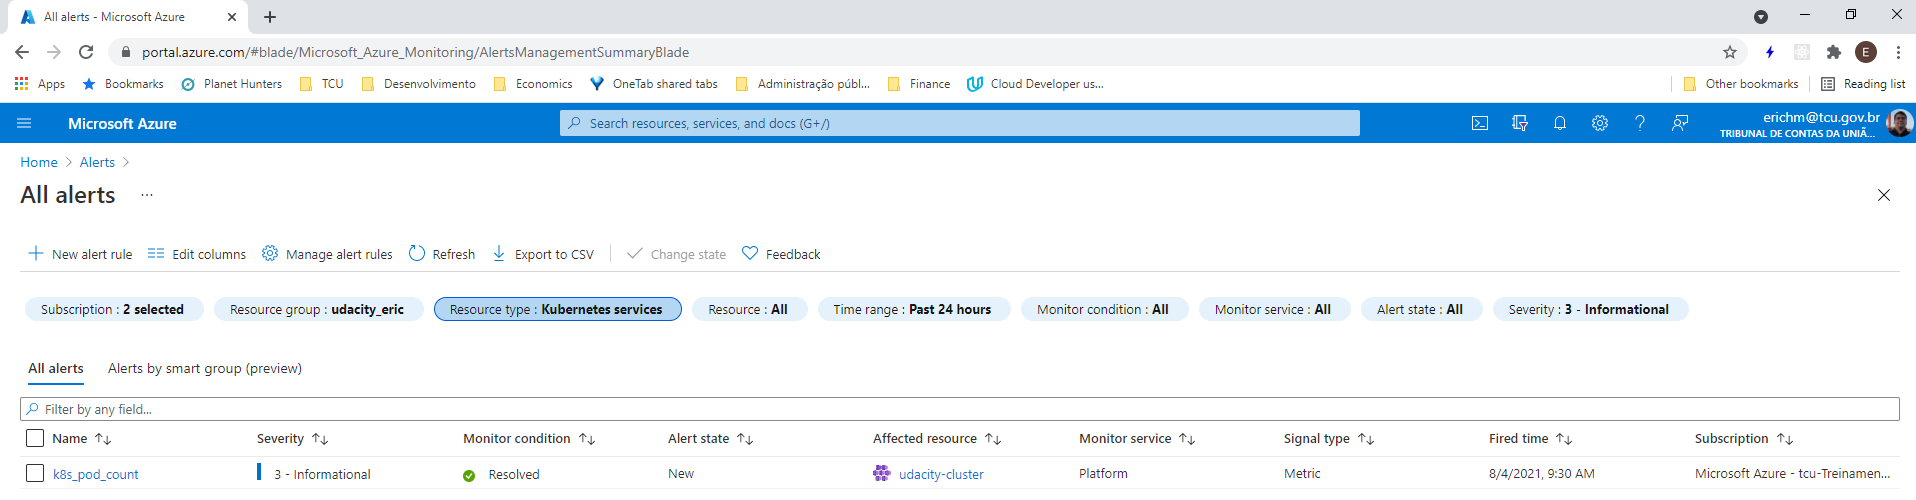 All alerts - Microsoft Azure
portal.azure.com/#blade/Microsoft_Azure_Monitoring/AlertsManagementSummaryBlade
E
Apps Bookmarks Planet Hunters TCU Desenvolvimento Economics OneTab shared tabs Administração públ... Finance Cloud Developer us... Other bookmarks Reading list
Microsoft Azure Search resources, services, and docs (G+/) erichm@tcu.gov.br
TRIBUNAL DE CONTAS DA UNIÃ...
Home > Alerts >
All alerts ...
New alert rule Edit columns Manage alert rules Refresh Export to CSV Change state Feedback
Subscription : 2 selected Resource group : udacity_eric Resource type : Kubernetes services Resource : All Time range : Past 24 hours Monitor condition : All Monitor service : All Alert state : All Severity : 3 - Informational
All alerts Alerts by smart group (preview)
Filter by any field...
Name Severity Monitor condition Alert state Affected resource Monitor service Signal type Fired time Subscription
k8s_pod_count 3 - Informational Resolved New udacity-cluster Platform Metric 8/4/2021, 9:30 AM Microsoft Azure - tcu-Treinamen...